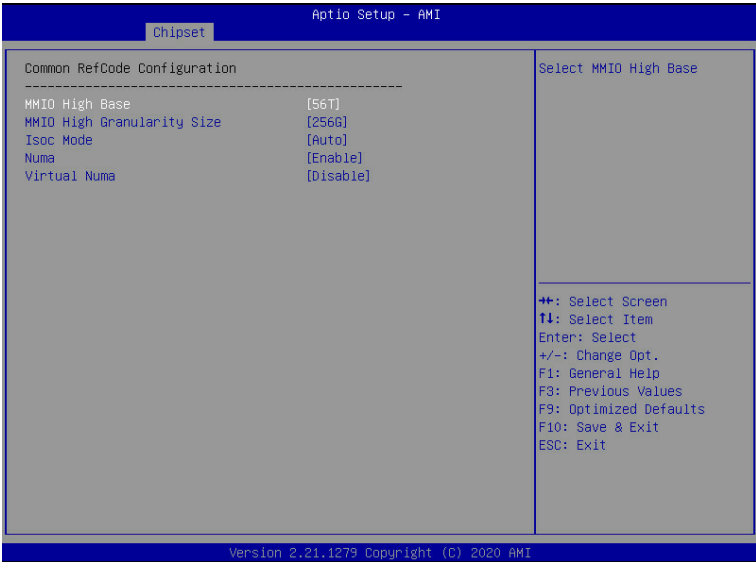 Aptio Setup - AMI
Chipset
Common RefCode Configuration
--------------------------------------------------
MMIO High Base [56T]
MMIO High Granularity Size [256G]
Isoc Mode [Auto]
Numa [Enable]
Virtual Numa [Disable]
Select MMIO High Base
→←: Select Screen
↑↓: Select Item
Enter: Select
+/-: Change Opt.
F1: General Help
F3: Previous Values
F9: Optimized Defaults
F10: Save & Exit
ESC: Exit
Version 2.21.1279 Copyright (C) 2020 AMI